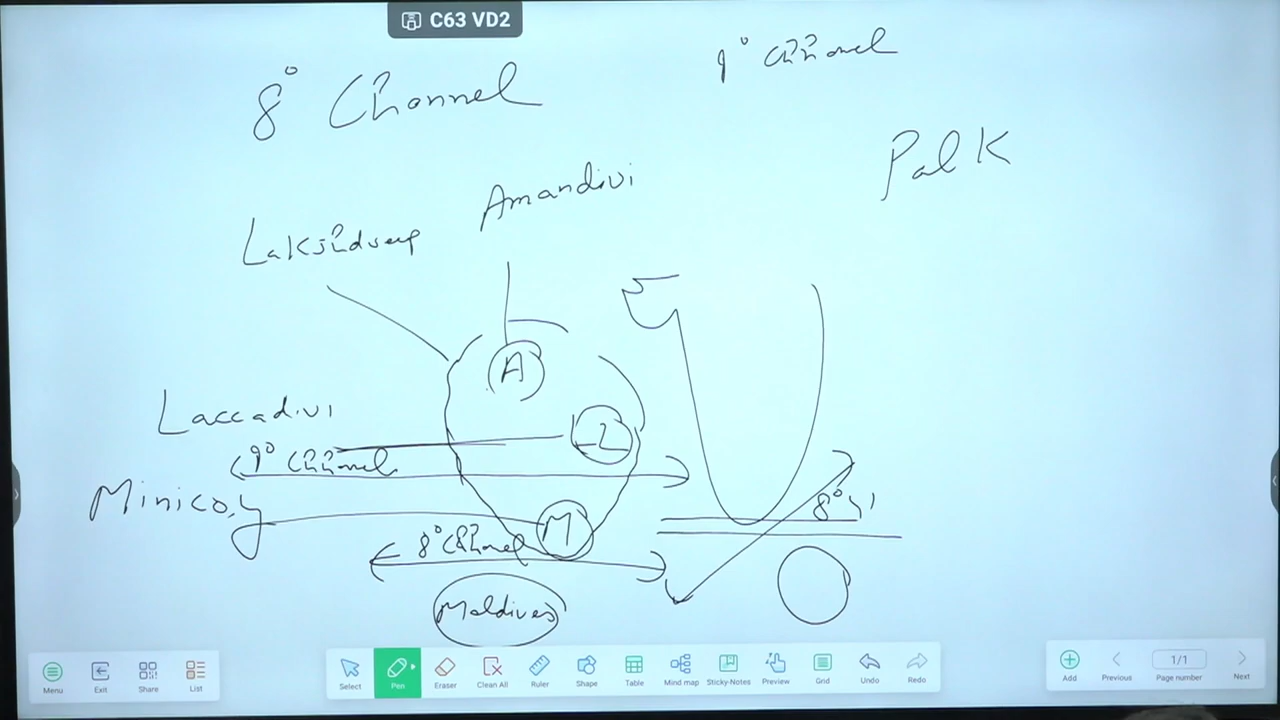 C63 VD2
8° Channel
9° Channel
Palk
Amandivi
Lakshdweep
A
Laccadivi
L
9° Channel
Minicoy
M
8° Channel
8° N
Maldives
Menu Exit Share List
Select Pen Eraser Clean All Ruler Shape Table Mind map Sticky-Notes Preview Grid Undo Redo
Add Previous 1/1 Page number Next